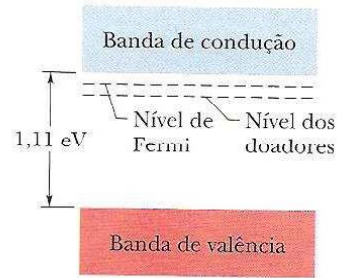 Banda de condução
Nível de
Fermi
Nível dos
doadores
1,11 eV
Banda de valência